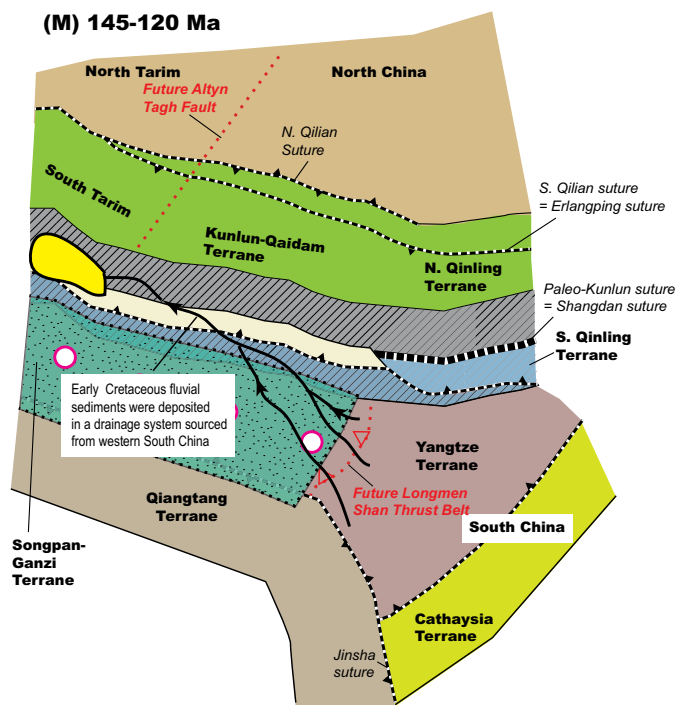 (M) 145-120 Ma
North Tarim
North China
Future Altyn
Tagh Fault
N. Qilian
Suture
South Tarim
S. Qilian suture
= Erlangping suture
Kunlun-Qaidam
Terrane
N. Qinling
Terrane
Paleo-Kunlun suture
= Shangdan suture
S. Qinling
Terrane
Early Cretaceous fluvial
sediments were deposited
in a drainage system sourced
from western South China
Yangtze
Terrane
Qiangtang
Terrane
Future Longmen
Shan Thrust Belt
South China
Songpan-
Ganzi
Terrane
Cathaysia
Terrane
Jinsha
suture